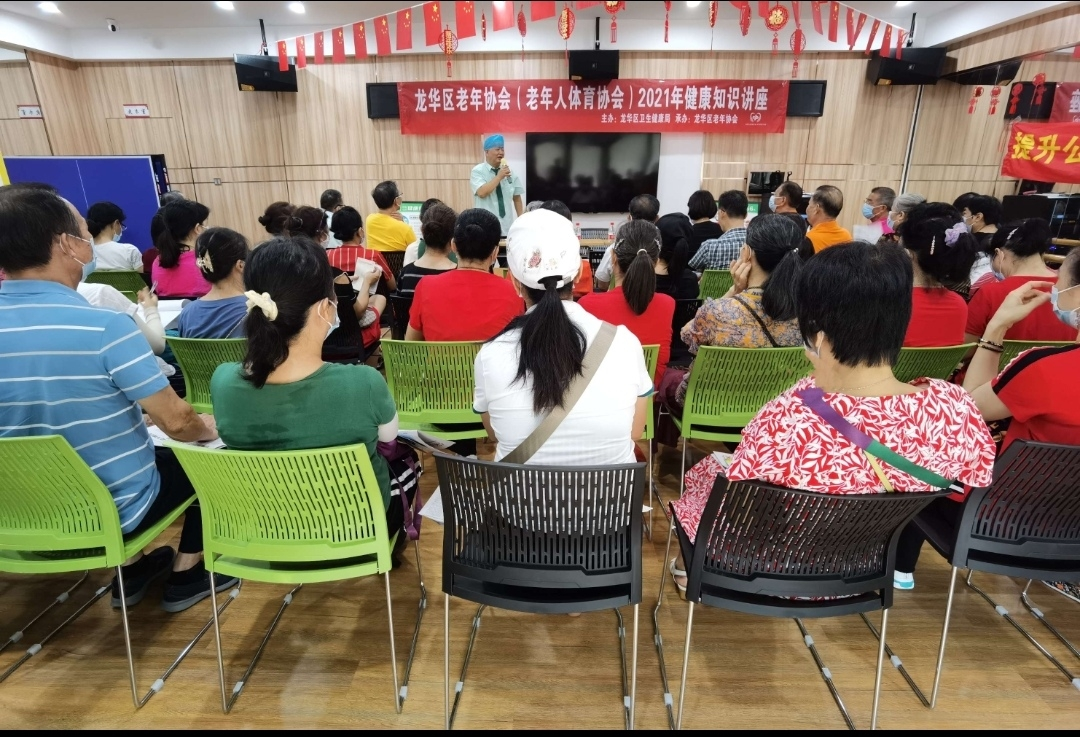 龙华区老年协会（老年人体育协会）2021年健康知识讲座
主办：龙华区卫生健康局 承办：龙华区老年协会
提升公